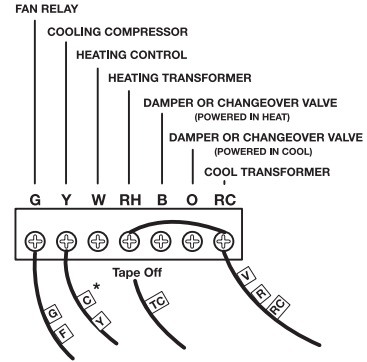 FAN RELAY
COOLING COMPRESSOR
HEATING CONTROL
HEATING TRANSFORMER
DAMPER OR CHANGEOVER VALVE
(POWERED IN HEAT)
DAMPER OR CHANGEOVER VALVE
(POWERED IN COOL)
COOL TRANSFORMER
G Y W RH B O RC
Tape Off
G
F
C *
Y
TC
V
R
RC